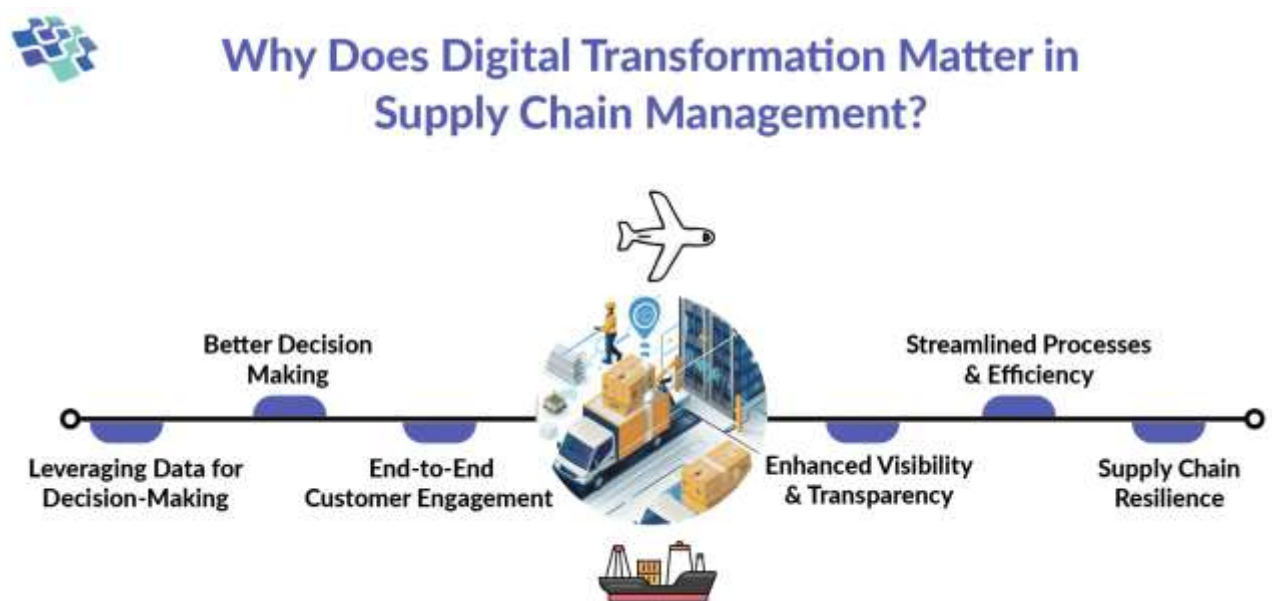 Why Does Digital Transformation Matter in
Supply Chain Management?
Better Decision
Making
Streamlined Processes
& Efficiency
Leveraging Data for
Decision-Making
End-to-End
Customer Engagement
Enhanced Visibility
& Transparency
Supply Chain
Resilience